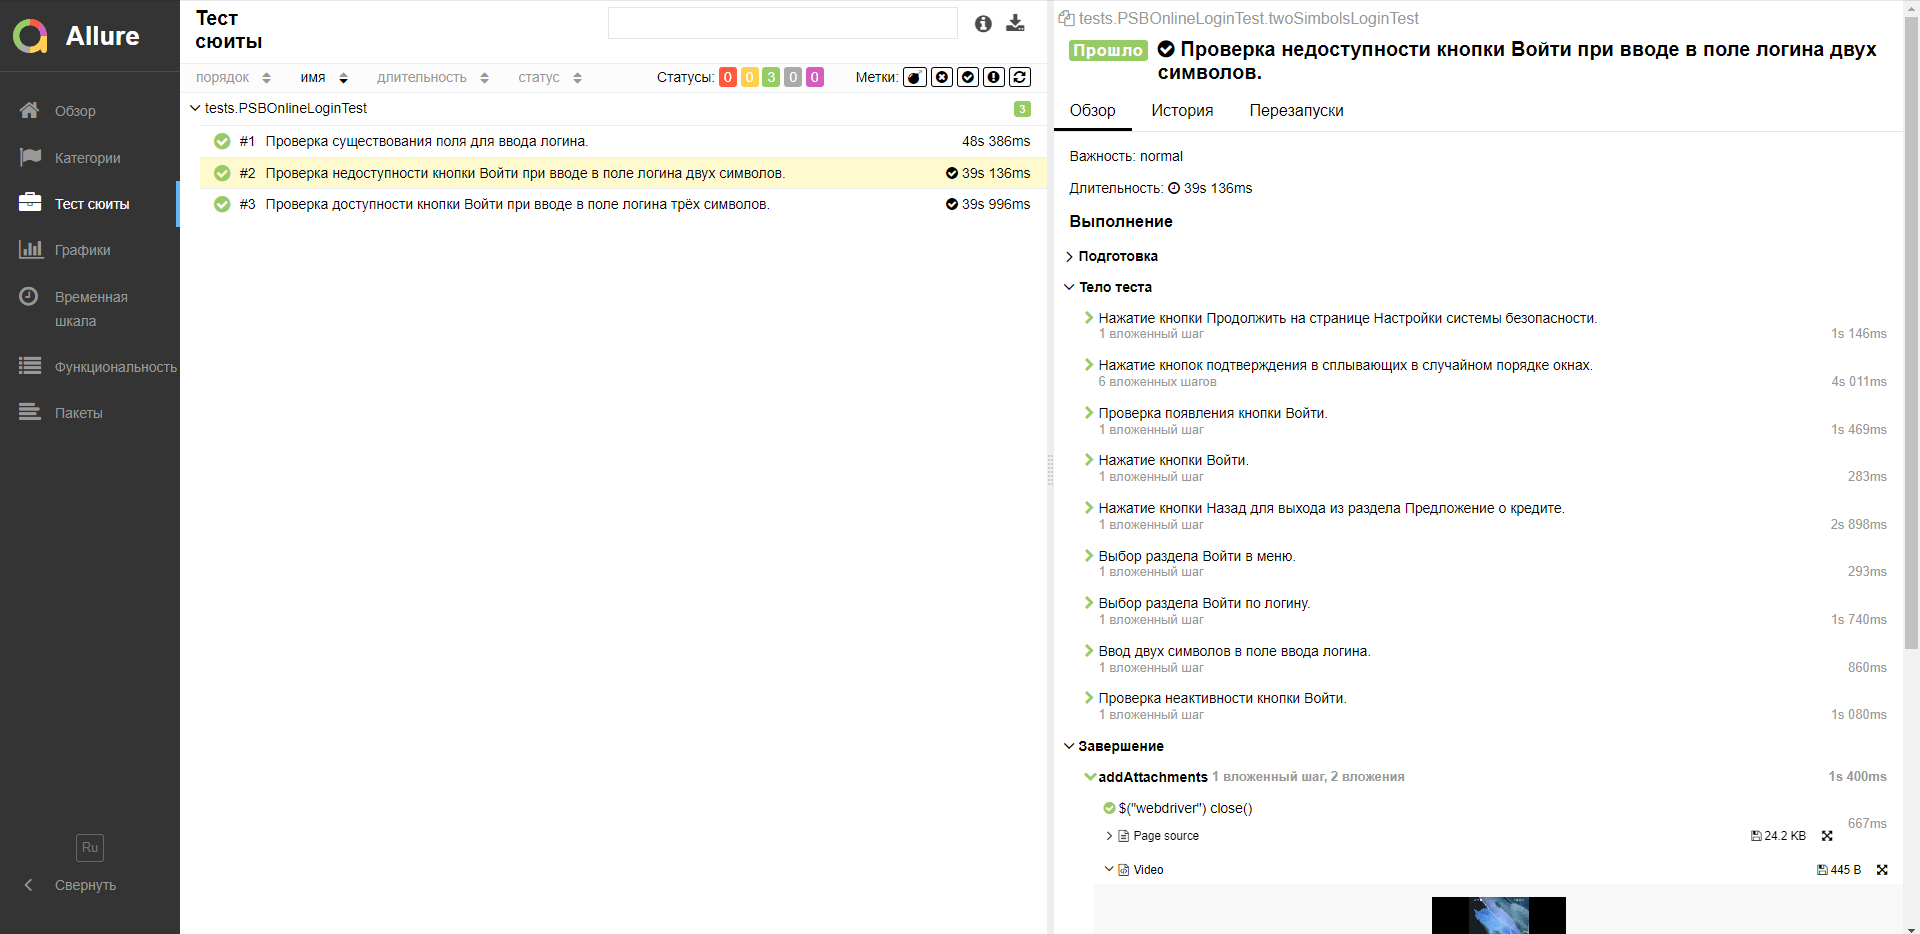 Allure
Обзор
Категории
Тест сюиты
Графики
Временная
шкала
Функциональность
Пакеты
Ru
Свернуть
Тест
сюиты
порядок имя длительность статус Статусы: 0 0 3 0 0 Метки:
tests.PSBOnlineLoginTest 3
#1 Проверка существования поля для ввода логина. 48s 386ms
#2 Проверка недоступности кнопки Войти при вводе в поле логина двух символов. 39s 136ms
#3 Проверка доступности кнопки Войти при вводе в поле логина трёх символов. 39s 996ms
tests.PSBOnlineLoginTest.twoSimbolsLoginTest
Прошло Проверка недоступности кнопки Войти при вводе в поле логина двух
символов.
Обзор История Перезапуски
Важность: normal
Длительность: 39s 136ms
Выполнение
Подготовка
Тело теста
Нажатие кнопки Продолжить на странице Настройки системы безопасности.
1 вложенный шаг 1s 146ms
Нажатие кнопок подтверждения в сплывающих в случайном порядке окнах.
6 вложенных шагов 4s 011ms
Проверка появления кнопки Войти.
1 вложенный шаг 1s 469ms
Нажатие кнопки Войти.
1 вложенный шаг 283ms
Нажатие кнопки Назад для выхода из раздела Предложение о кредите.
1 вложенный шаг 2s 898ms
Выбор раздела Войти в меню.
1 вложенный шаг 293ms
Выбор раздела Войти по логину.
1 вложенный шаг 1s 740ms
Ввод двух символов в поле ввода логина.
1 вложенный шаг 860ms
Проверка неактивности кнопки Войти.
1 вложенный шаг 1s 080ms
Завершение
addAttachments 1 вложенный шаг, 2 вложения 1s 400ms
$("webdriver") close()
667ms
Page source 24.2 KB
Video 445 B